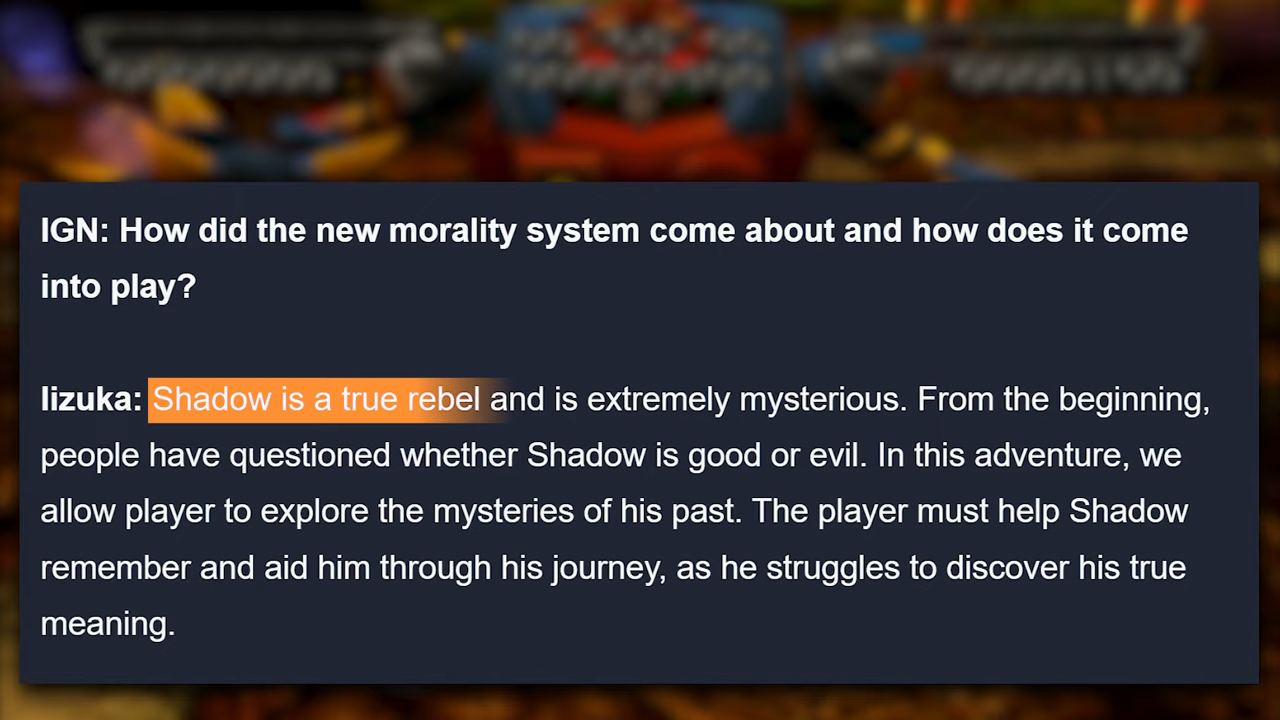 IGN: How did the new morality system come about and how does it come
into play?
Iizuka: Shadow is a true rebel and is extremely mysterious. From the beginning,
people have questioned whether Shadow is good or evil. In this adventure, we
allow player to explore the mysteries of his past. The player must help Shadow
remember and aid him through his journey, as he struggles to discover his true
meaning.